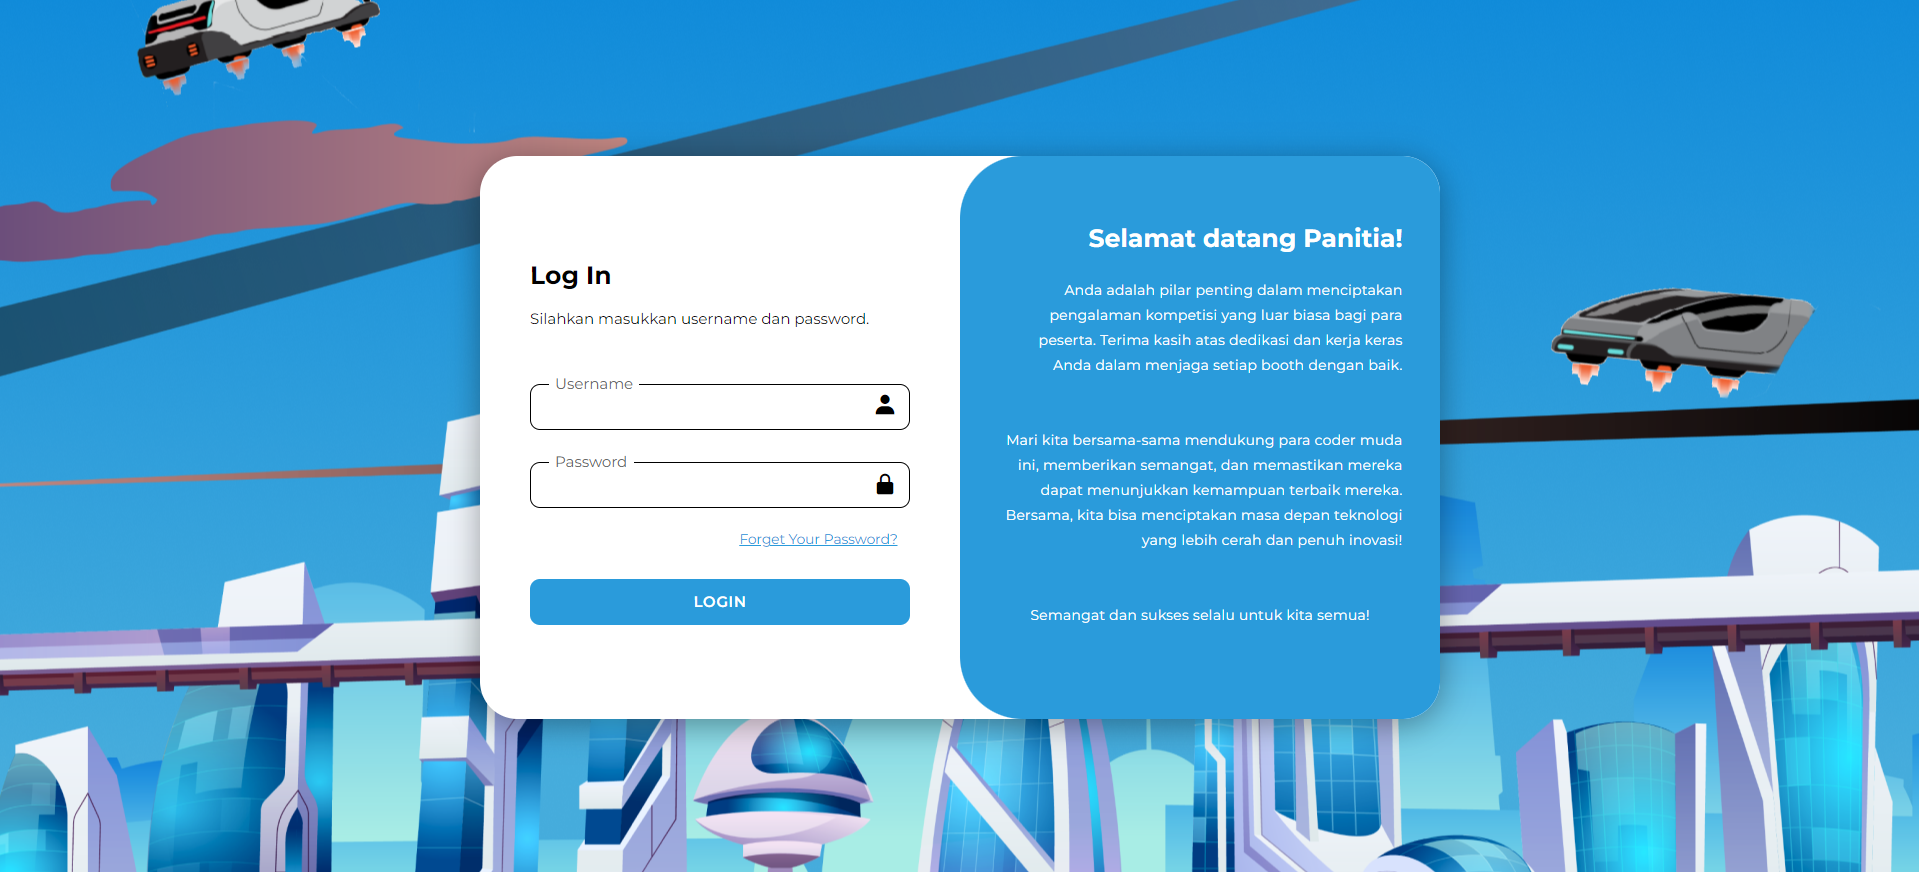 Log In
Silahkan masukkan username dan password.
Username
Password
Forget Your Password?
LOGIN
Selamat datang Panitia!
Anda adalah pilar penting dalam menciptakan
pengalaman kompetisi yang luar biasa bagi para
peserta. Terima kasih atas dedikasi dan kerja keras
Anda dalam menjaga setiap booth dengan baik.
Mari kita bersama-sama mendukung para coder muda
ini, memberikan semangat, dan memastikan mereka
dapat menunjukkan kemampuan terbaik mereka.
Bersama, kita bisa menciptakan masa depan teknologi
yang lebih cerah dan penuh inovasi!
Semangat dan sukses selalu untuk kita semua!